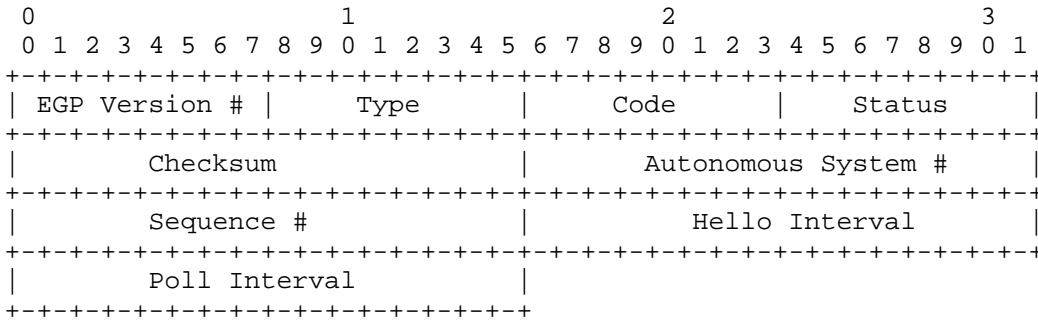 0                   1                   2                   3
0 1 2 3 4 5 6 7 8 9 0 1 2 3 4 5 6 7 8 9 0 1 2 3 4 5 6 7 8 9 0 1
+-+-+-+-+-+-+-+-+-+-+-+-+-+-+-+-+-+-+-+-+-+-+-+-+-+-+-+-+-+-+-+-+
| EGP Version # |     Type      |     Code      |    Status     |
+-+-+-+-+-+-+-+-+-+-+-+-+-+-+-+-+-+-+-+-+-+-+-+-+-+-+-+-+-+-+-+-+
|        Checksum               |       Autonomous System #     |
+-+-+-+-+-+-+-+-+-+-+-+-+-+-+-+-+-+-+-+-+-+-+-+-+-+-+-+-+-+-+-+-+
|        Sequence #             |          Hello Interval       |
+-+-+-+-+-+-+-+-+-+-+-+-+-+-+-+-+-+-+-+-+-+-+-+-+-+-+-+-+-+-+-+-+
|        Poll Interval          |
+-+-+-+-+-+-+-+-+-+-+-+-+-+-+-+-+